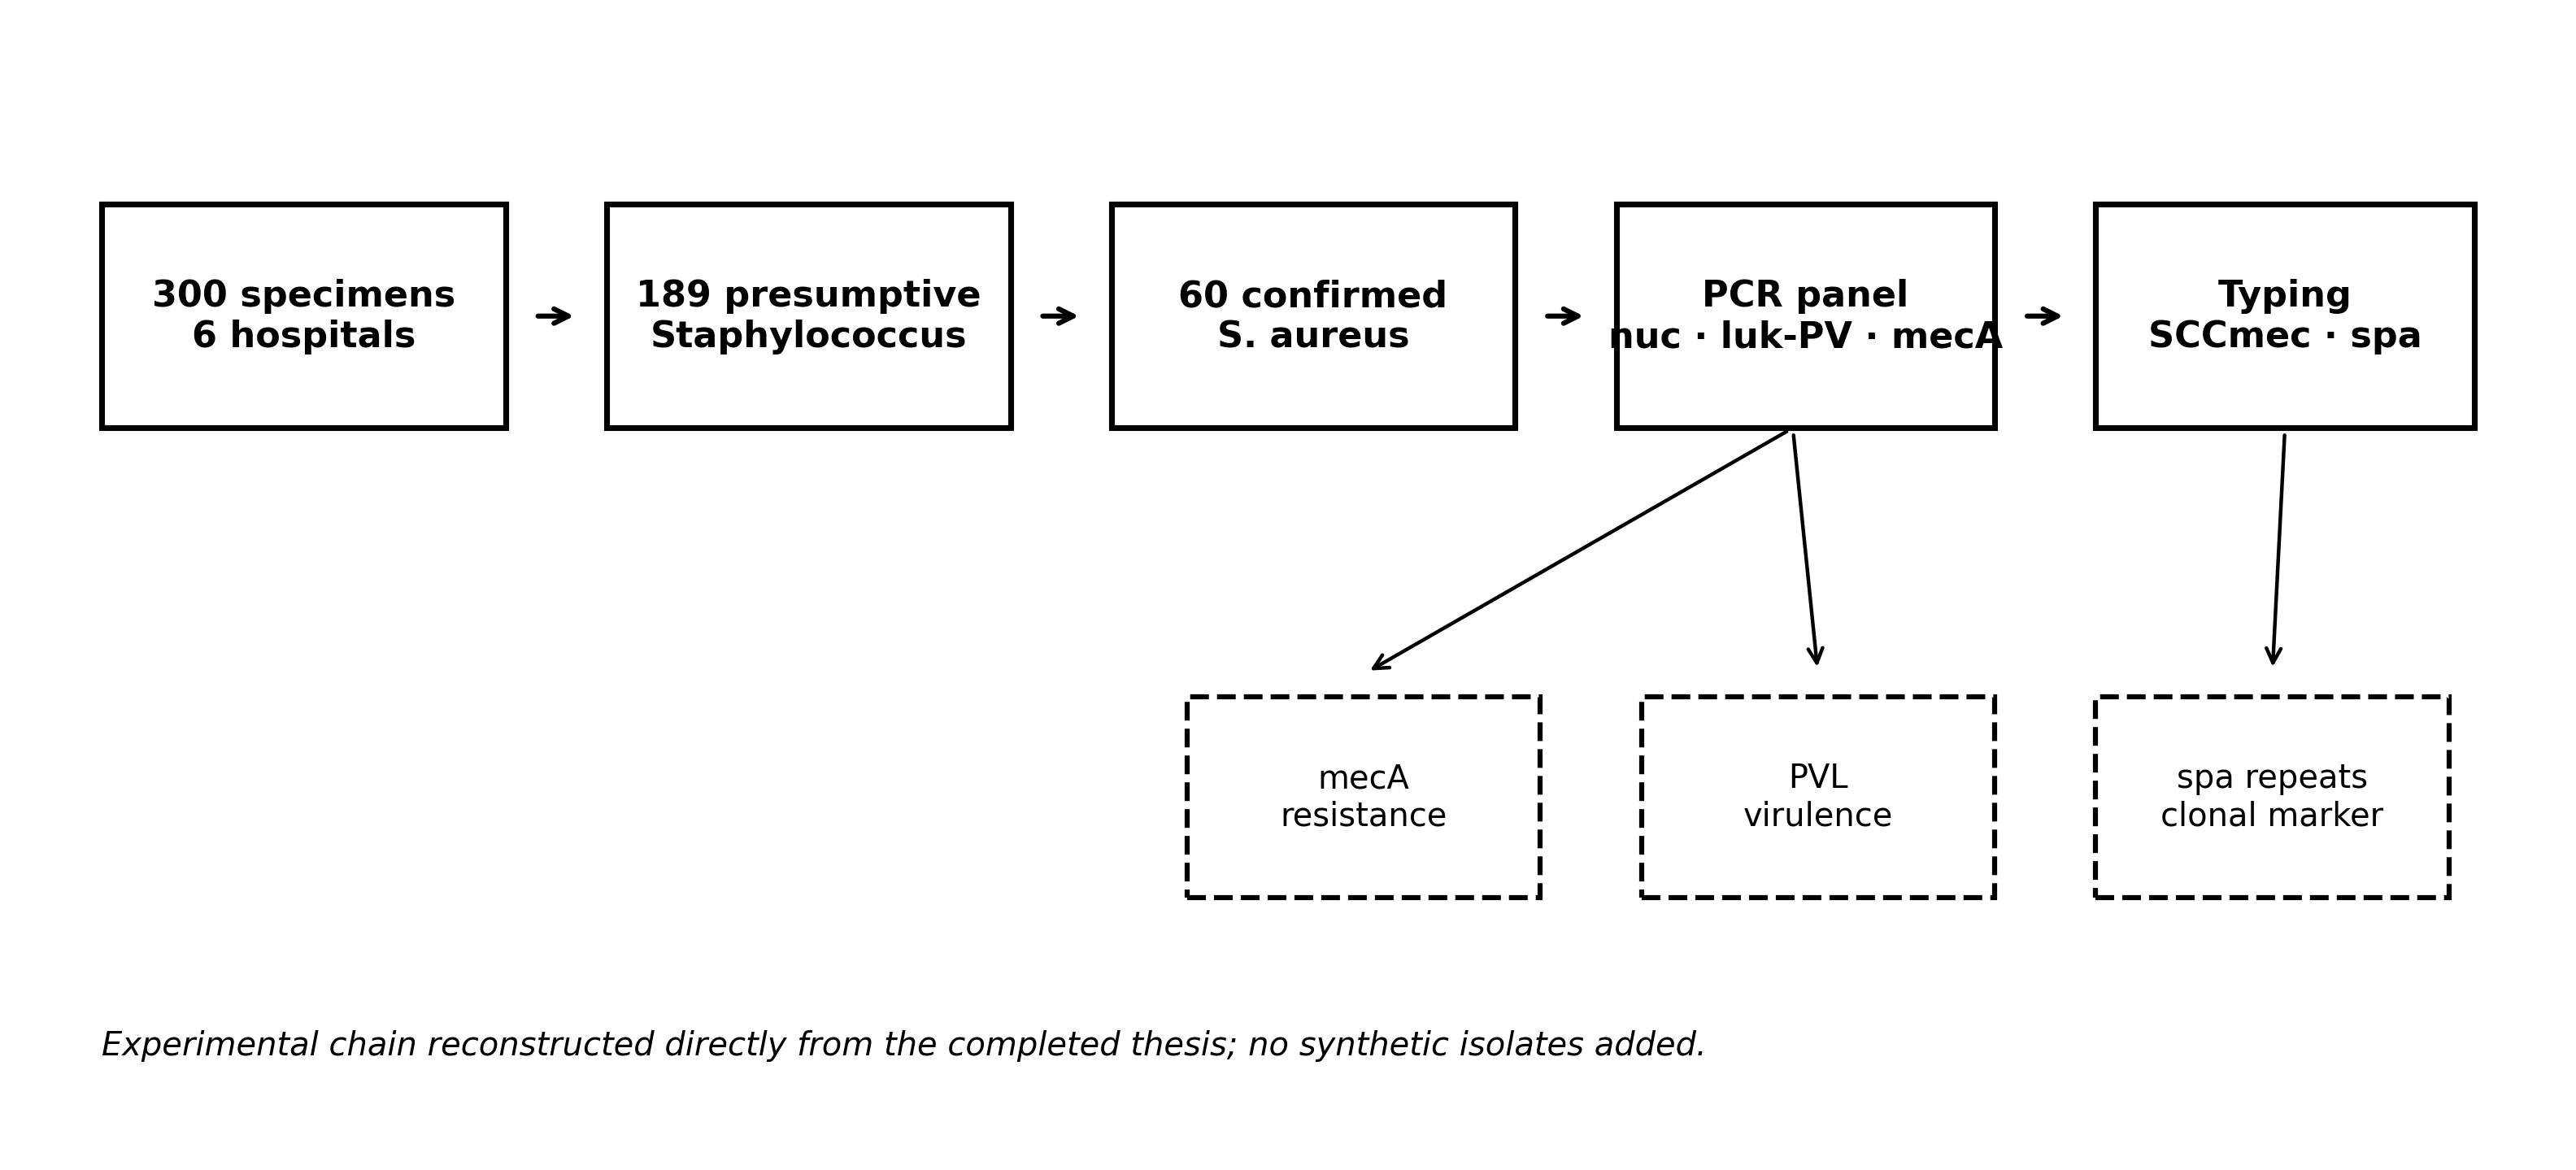 300 specimens
6 hospitals
189 presumptive
Staphylococcus
60 confirmed
S. aureus
PCR panel
nuc · luk-PV · mecA
Typing
SCCmec · spa
mecA
resistance
PVL
virulence
spa repeats
clonal marker
Experimental chain reconstructed directly from the completed thesis; no synthetic isolates added.